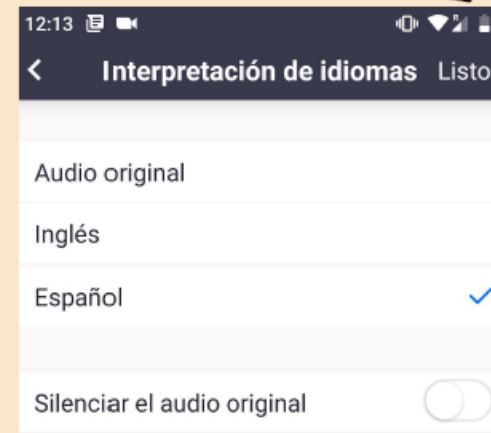 12:13
Interpretación de idiomas Listo
Audio original
Inglés
Español
Silenciar el audio original